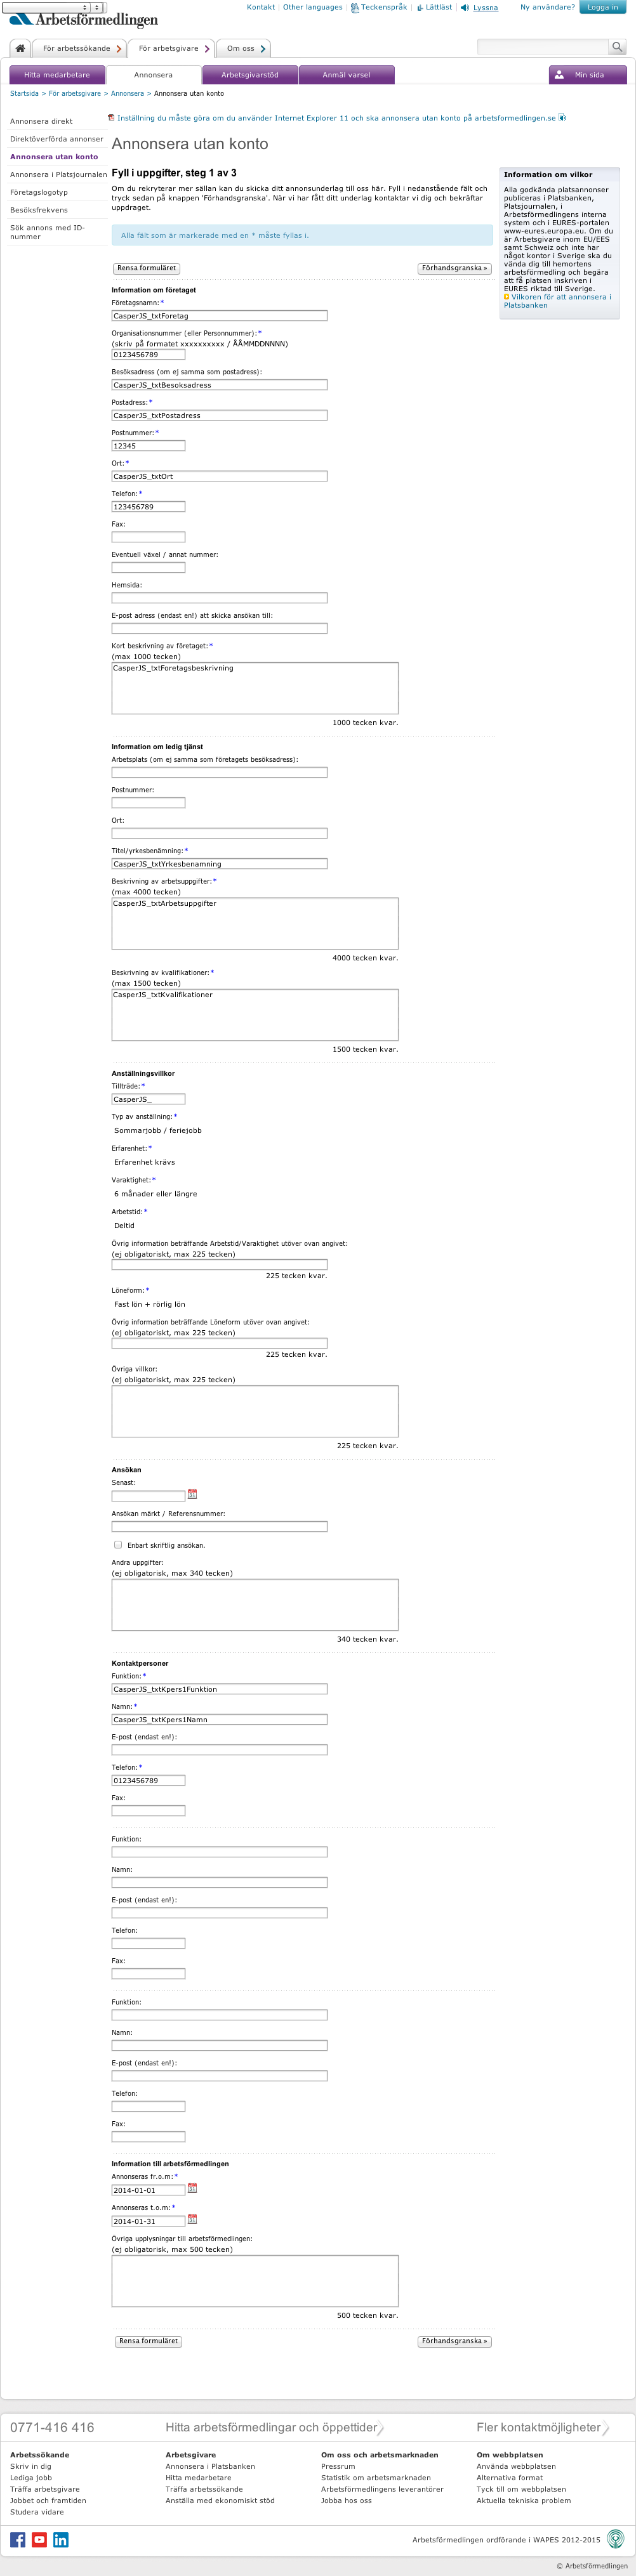 Kontakt | Other languages | Teckenspråk | Lättläst | Lyssna Ny användare? Logga in
Arbetsförmedlingen
För arbetssökande För arbetsgivare Om oss
Hitta medarbetare Annonsera Arbetsgivarstöd Anmäl varsel Min sida
Startsida > För arbetsgivare > Annonsera > Annonsera utan konto
Annonsera direkt
Direktöverförda annonser
Annonsera utan konto
Annonsera i Platsjournalen
Företagslogotyp
Besöksfrekvens
Sök annons med ID-
nummer
Inställning du måste göra om du använder Internet Explorer 11 och ska annonsera utan konto på arbetsformedlingen.se
Annonsera utan konto
Fyll i uppgifter, steg 1 av 3
Om du rekryterar mer sällan kan du skicka ditt annonsunderlag till oss här. Fyll i nedanstående fält och
tryck sedan på knappen 'Förhandsgranska'. När vi har fått ditt underlag kontaktar vi dig och bekräftar
uppdraget.
Alla fält som är markerade med en * måste fyllas i.
Information om vilkor
Alla godkända platsannonser
publiceras i Platsbanken,
Platsjournalen, i
Arbetsförmedlingens interna
system och i EURES-portalen
www-eures.europa.eu. Om du
är Arbetsgivare inom EU/EES
samt Schweiz och inte har
något kontor i Sverige ska du
vända dig till hemortens
arbetsförmedling och begära
att få platsen inskriven i
EURES riktad till Sverige.
Vilkoren för att annonsera i
Platsbanken
Rensa formuläret Förhandsgranska »
Information om företaget
Företagsnamn:*
CasperJS_txtForetag
Organisationsnummer (eller Personnummer):*
(skriv på formatet xxxxxxxxxx / ÅÅMMDDNNNN)
0123456789
Besöksadress (om ej samma som postadress):
CasperJS_txtBesoksadress
Postadress:*
CasperJS_txtPostadress
Postnummer:*
12345
Ort:*
CasperJS_txtOrt
Telefon:*
123456789
Fax:
Eventuell växel / annat nummer:
Hemsida:
E-post adress (endast en!) att skicka ansökan till:
Kort beskrivning av företaget:*
(max 1000 tecken)
CasperJS_txtForetagsbeskrivning
1000 tecken kvar.
Information om ledig tjänst
Arbetsplats (om ej samma som företagets besöksadress):
Postnummer:
Ort:
Titel/yrkesbenämning:*
CasperJS_txtYrkesbenamning
Beskrivning av arbetsuppgifter:*
(max 4000 tecken)
CasperJS_txtArbetsuppgifter
4000 tecken kvar.
Beskrivning av kvalifikationer:*
(max 1500 tecken)
CasperJS_txtKvalifikationer
1500 tecken kvar.
Anställningsvillkor
Tillträde:*
CasperJS_
Typ av anställning:*
Sommarjobb / feriejobb
Erfarenhet:*
Erfarenhet krävs
Varaktighet:*
6 månader eller längre
Arbetstid:*
Deltid
Övrig information beträffande Arbetstid/Varaktighet utöver ovan angivet:
(ej obligatoriskt, max 225 tecken)
225 tecken kvar.
Löneform:*
Fast lön + rörlig lön
Övrig information beträffande Löneform utöver ovan angivet:
(ej obligatoriskt, max 225 tecken)
225 tecken kvar.
Övriga villkor:
(ej obligatoriskt, max 225 tecken)
225 tecken kvar.
Ansökan
Senast:
Ansökan märkt / Referensnummer:
Enbart skriftlig ansökan.
Andra uppgifter:
(ej obligatorisk, max 340 tecken)
340 tecken kvar.
Kontaktpersoner
Funktion:*
CasperJS_txtKpers1Funktion
Namn:*
CasperJS_txtKpers1Namn
E-post (endast en!):
Telefon:*
0123456789
Fax:
Funktion:
Namn:
E-post (endast en!):
Telefon:
Fax:
Funktion:
Namn:
E-post (endast en!):
Telefon:
Fax:
Information till arbetsförmedlingen
Annonseras fr.o.m:*
2014-01-01
Annonseras t.o.m:*
2014-01-31
Övriga upplysningar till arbetsförmedlingen:
(ej obligatorisk, max 500 tecken)
500 tecken kvar.
Rensa formuläret Förhandsgranska »
0771-416 416 Hitta arbetsförmedlingar och öppettider Fler kontaktmöjligheter
Arbetssökande
Skriv in dig
Lediga jobb
Träffa arbetsgivare
Jobbet och framtiden
Studera vidare
Arbetsgivare
Annonsera i Platsbanken
Hitta medarbetare
Träffa arbetssökande
Anställa med ekonomiskt stöd
Om oss och arbetsmarknaden
Pressrum
Statistik om arbetsmarknaden
Arbetsförmedlingens leverantörer
Jobba hos oss
Om webbplatsen
Använda webbplatsen
Alternativa format
Tyck till om webbplatsen
Aktuella tekniska problem
Arbetsförmedlingen ordförande i WAPES 2012-2015
© Arbetsförmedlingen